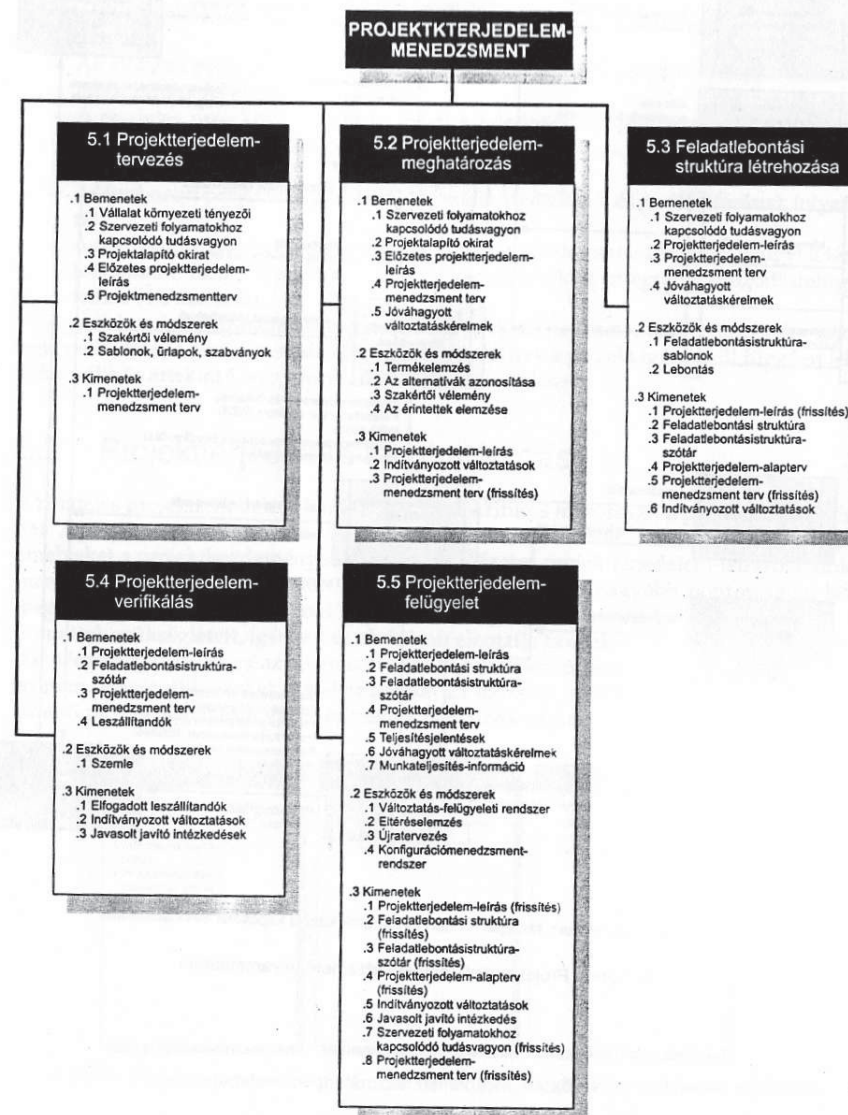 PROJEKTKTERJEDELEM-
MENEDZSMENT
5.1 Projektterjedelem-
tervezés
.1 Bemenetek
.1 Vállalat környezeti tényezői
.2 Szervezeti folyamatokhoz
kapcsolódó tudásvagyon
.3 Projektalapító okirat
.4 Előzetes projektterjedelem-
leírás
.5 Projektmenedzsmentterv
.2 Eszközök és módszerek
.1 Szakértői vélemény
.2 Sablonok, űrlapok, szabványok
.3 Kimenetek
.1 Projektterjedelem-
menedzsment terv
5.2 Projektterjedelem-
meghatározás
.1 Bemenetek
.1 Szervezeti folyamatokhoz
kapcsolódó tudásvagyon
.2 Projektalapító okirat
.3 Előzetes projektterjedelem-
leírás
.4 Projektterjedelem-
menedzsment terv
.5 Jóváhagyott
változtatáskérelmek
.2 Eszközök és módszerek
.1 Termékelemzés
.2 Az alternatívák azonosítása
.3 Szakértői vélemény
.4 Az érintettek elemzése
.3 Kimenetek
.1 Projektterjedelem-leírás
.2 Indítványozott változtatások
.3 Projektterjedelem-
menedzsment terv (frissítés)
5.3 Feladatlebontási
struktúra létrehozása
.1 Bemenetek
.1 Szervezeti folyamatokhoz
kapcsolódó tudásvagyon
.2 Projektterjedelem-leírás
.3 Projektterjedelem-
menedzsment terv
.4 Jóváhagyott
változtatáskérelmek
.2 Eszközök és módszerek
.1 Feladatlebontásistruktúra-
sablonok
.2 Lebontás
.3 Kimenetek
.1 Projektterjedelem-leírás (frissítés)
.2 Feladatlebontási struktúra
.3 Feladatlebontásistruktúra-
szótár
.4 Projektterjedelem-alapterv
.5 Projektterjedelem-
menedzsment terv (frissítés)
.6 Indítványozott változtatások
5.4 Projektterjedelem-
verifikálás
.1 Bemenetek
.1 Projektterjedelem-leírás
.2 Feladatlebontásistruktúra-
szótár
.3 Projektterjedelem-
menedzsment terv
.4 Leszállítandók
.2 Eszközök és módszerek
.1 Szemle
.3 Kimenetek
.1 Elfogadott leszállítandók
.2 Indítványozott változtatások
.3 Javasolt javító intézkedések
5.5 Projektterjedelem-
felügyelet
.1 Bemenetek
.1 Projektterjedelem-leírás
.2 Feladatlebontási struktúra
.3 Feladatlebontásistruktúra-
szótár
.4 Projektterjedelem-
menedzsment terv
.5 Teljesítésjelentések
.6 Jóváhagyott változtatáskérelmek
.7 Munkateljesítés-információ
.2 Eszközök és módszerek
.1 Változtatás-felügyeleti rendszer
.2 Eltéréselemzés
.3 Újratervezés
.4 Konfigurációmenedzsment-
rendszer
.3 Kimenetek
.1 Projektterjedelem-leírás (frissítés)
.2 Feladatlebontási struktúra
(frissítés)
.3 Feladatlebontásistruktúra-
szótár (frissítés)
.4 Projektterjedelem-alapterv
(frissítés)
.5 Indítványozott változtatások
.6 Javasolt javító intézkedés
.7 Szervezeti folyamatokhoz
kapcsolódó tudásvagyon (frissítés)
.8 Projektterjedelem-
menedzsment terv (frissítés)